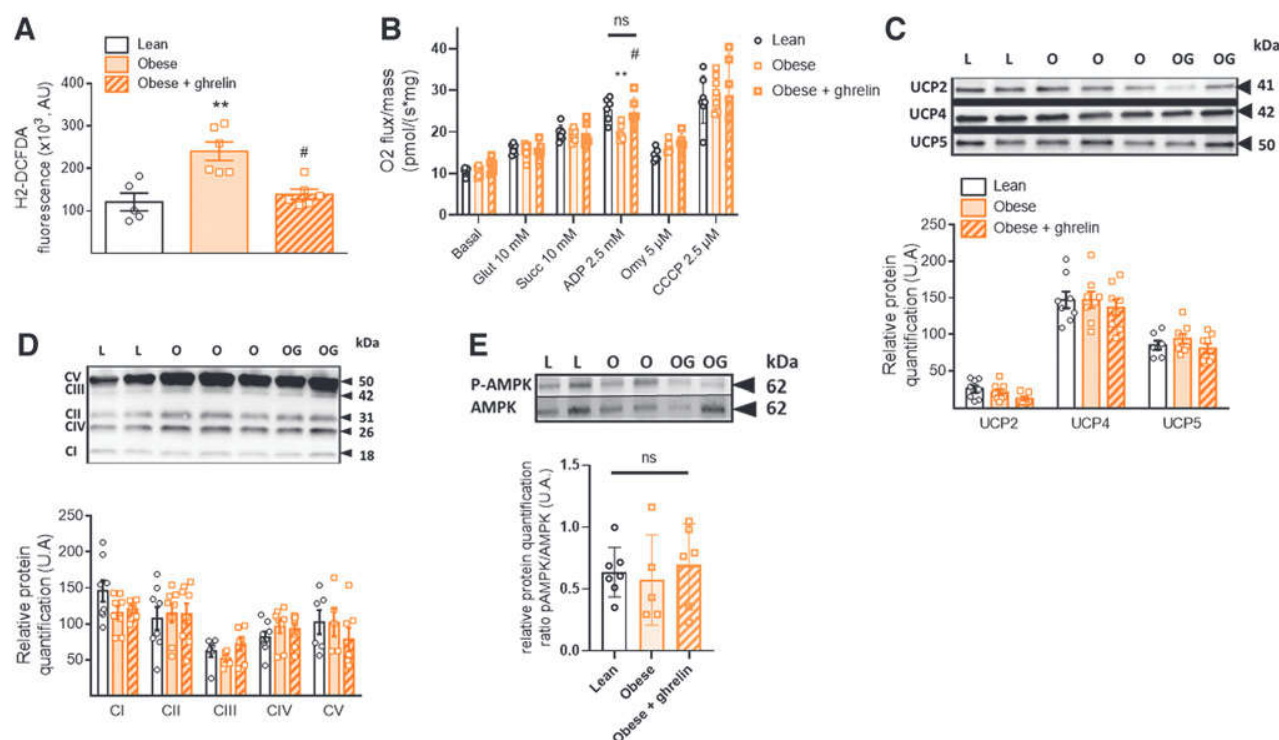 A
Lean
Obese
Obese + ghrelin
H2-DCFDA
fluorescence (x10³, AU)
400
300
200
100
**
#
B
O2 flux/mass
(pmol/(s*mg)
40
30
20
10
0
ns
#
**
Lean
Obese
Obese + ghrelin
Basal
Glut 10 mM
Succ 10 mM
ADP 2.5 mM
Omy 5 µM
CCCP 2.5 µM
C
L L O O O OG OG kDa
UCP2 41
UCP4 42
UCP5 50
Lean
Obese
Obese + ghrelin
Relative protein
quantification (U.A)
250
200
150
100
50
UCP2 UCP4 UCP5
D
L L O O O OG OG kDa
CV 50
CIII 42
CII 31
CIV 26
CI 18
Relative protein
quantification (U.A)
250
200
150
100
50
CI CII CIII CIV CV
E
L L O O OG OG kDa
P-AMPK 62
AMPK 62
relative protein quantification
ratio pAMPK/AMPK (U.A.)
1.5
1.0
0.5
0.0
ns
Lean
Obese
Obese + ghrelin